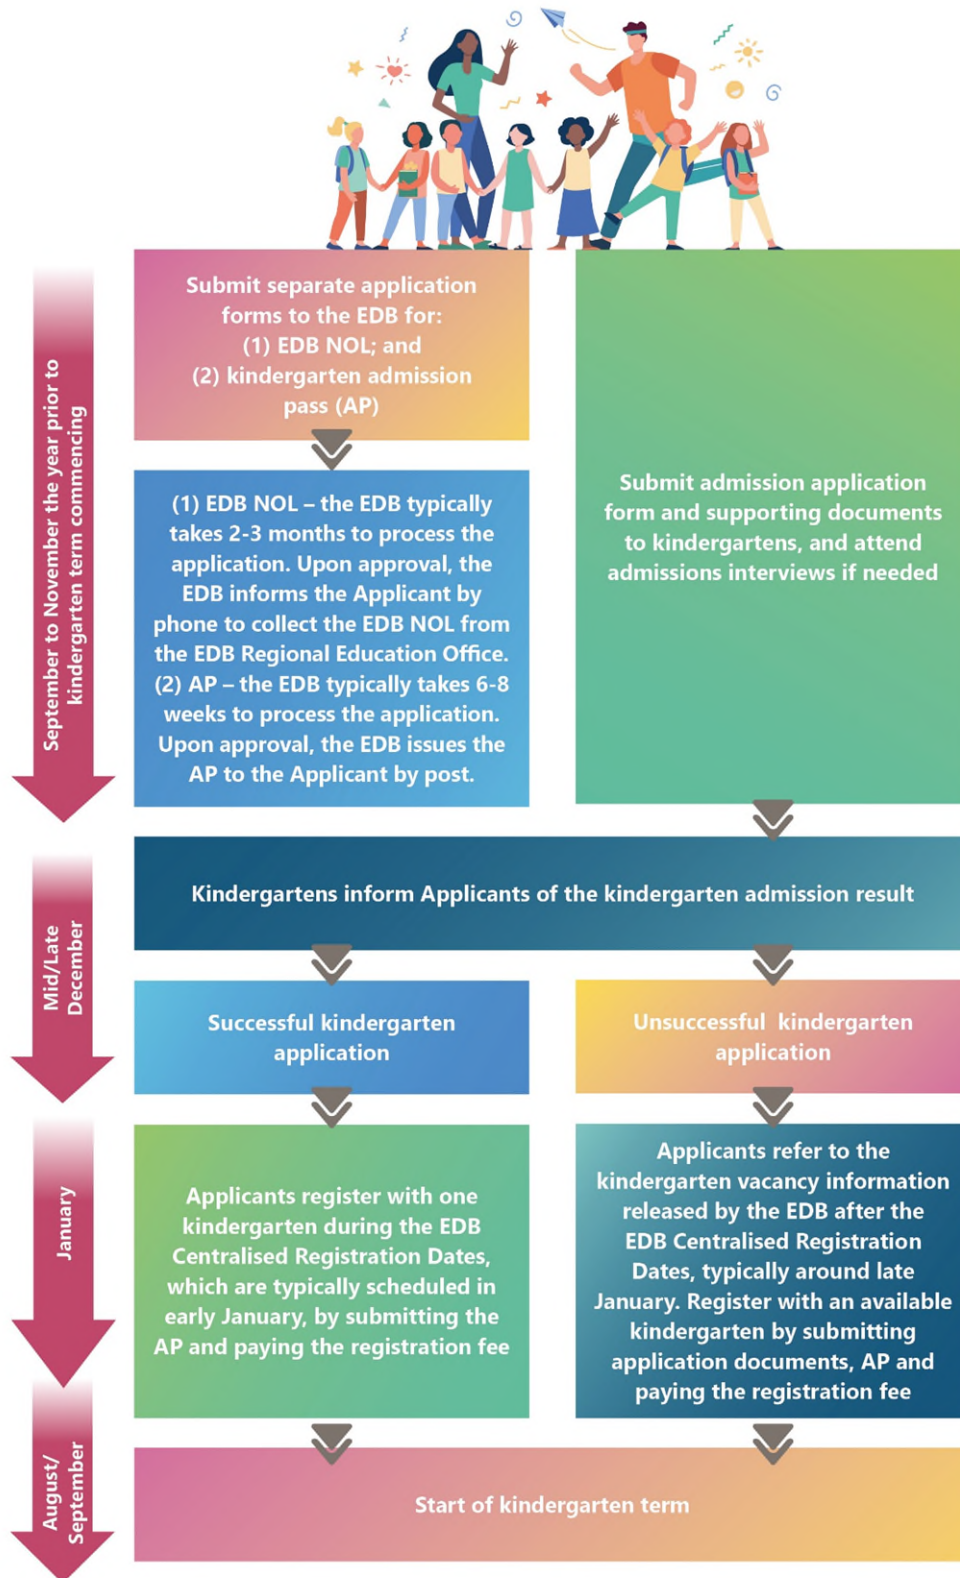 Submit separate application
forms to the EDB for:
(1) EDB NOL; and
(2) kindergarten admission
pass (AP)
September to November the year prior to
kindergarten term commencing
(1) EDB NOL – the EDB typically
takes 2-3 months to process the
application. Upon approval, the
EDB informs the Applicant by
phone to collect the EDB NOL from
the EDB Regional Education Office.
(2) AP – the EDB typically takes 6-8
weeks to process the application.
Upon approval, the EDB issues the
AP to the Applicant by post.
Submit admission application
form and supporting documents
to kindergartens, and attend
admissions interviews if needed
Mid/Late
December
Kindergartens inform Applicants of the kindergarten admission result
Successful kindergarten
application
Unsuccessful kindergarten
application
January
Applicants register with one
kindergarten during the EDB
Centralised Registration Dates,
which are typically scheduled in
early January, by submitting the
AP and paying the registration fee
Applicants refer to the
kindergarten vacancy information
released by the EDB after the
EDB Centralised Registration
Dates, typically around late
January. Register with an available
kindergarten by submitting
application documents, AP and
paying the registration fee
August/
September
Start of kindergarten term